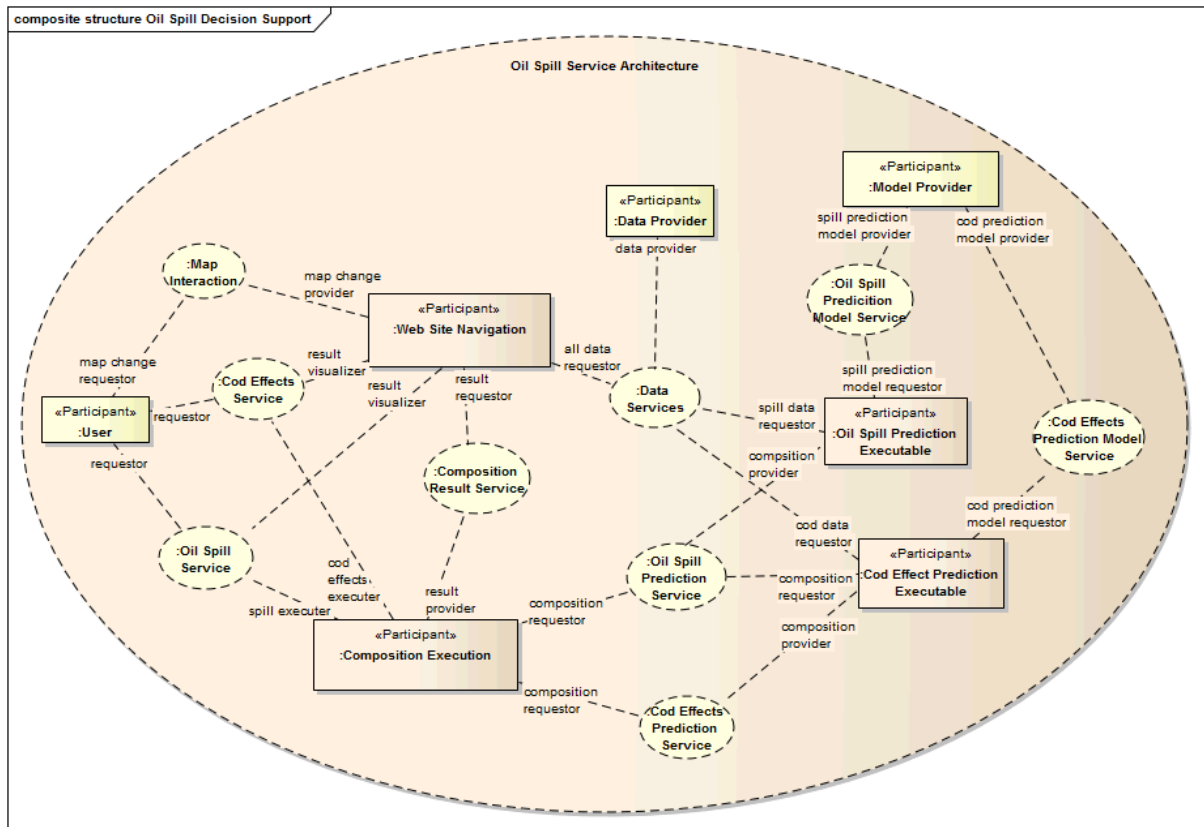 composite structure Oil Spill Decision Support
Oil Spill Service Architecture
«Participant»
:Model Provider
«Participant»
:Data Provider
spill prediction
model provider
cod prediction
model provider
data provider
:Map
Interaction
map change
provider
:Oil Spill
Predicition
Model Service
«Participant»
:Web Site Navigation
result
visualizer
result
visualizer
result
requestor
all data
requestor
map change
requestor
:Cod Effects
Service
:Data
Services
spill prediction
model requestor
«Participant»
:User
requestor
spill data
requestor
«Participant»
:Oil Spill Prediction
Executable
:Cod Effects
Prediction Model
Service
requestor
compsition
provider
:Composition
Result Service
cod prediction
model requestor
cod data
requestor
:Oil Spill
Service
«Participant»
:Cod Effect Prediction
Executable
:Oil Spill
Prediction
Service
cod
effects
executer
spill executer
result
provider
composition
requestor
composition
requestor
composition
provider
«Participant»
:Composition Execution
composition
requestor
:Cod Effects
Prediction
Service